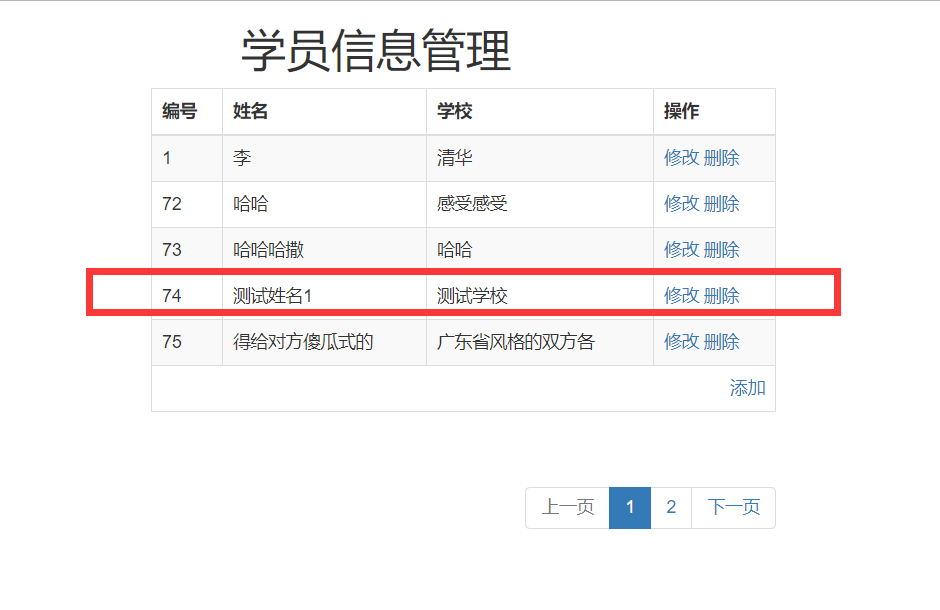 学员信息管理
编号 姓名 学校 操作
1 李 清华 修改 删除
72 哈哈 感受感受 修改 删除
73 哈哈哈撒 哈哈 修改 删除
74 测试姓名1 测试学校 修改 删除
75 得给对方傻瓜式的 广东省风格的双方各 修改 删除
添加
上一页 1 2 下一页